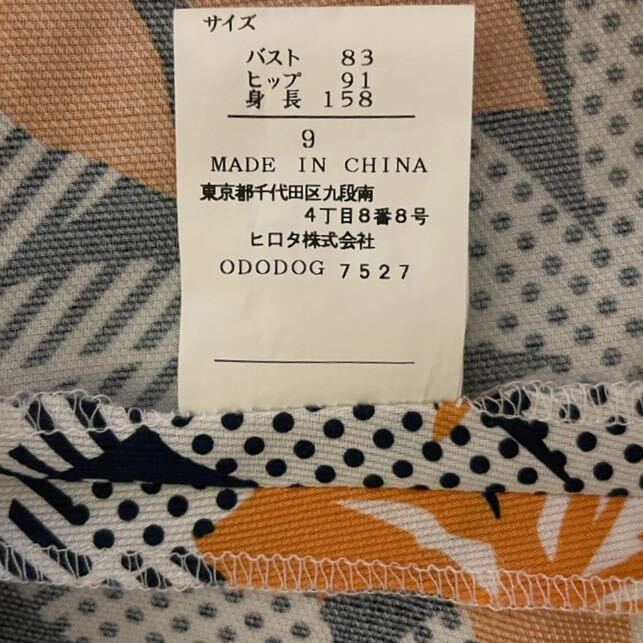 サイズ
バスト 83
ヒップ 91
身長 158
9
MADE IN CHINA
東京都千代田区九段南
4丁目8番8号
ヒロタ株式会社
ODODOG 7527